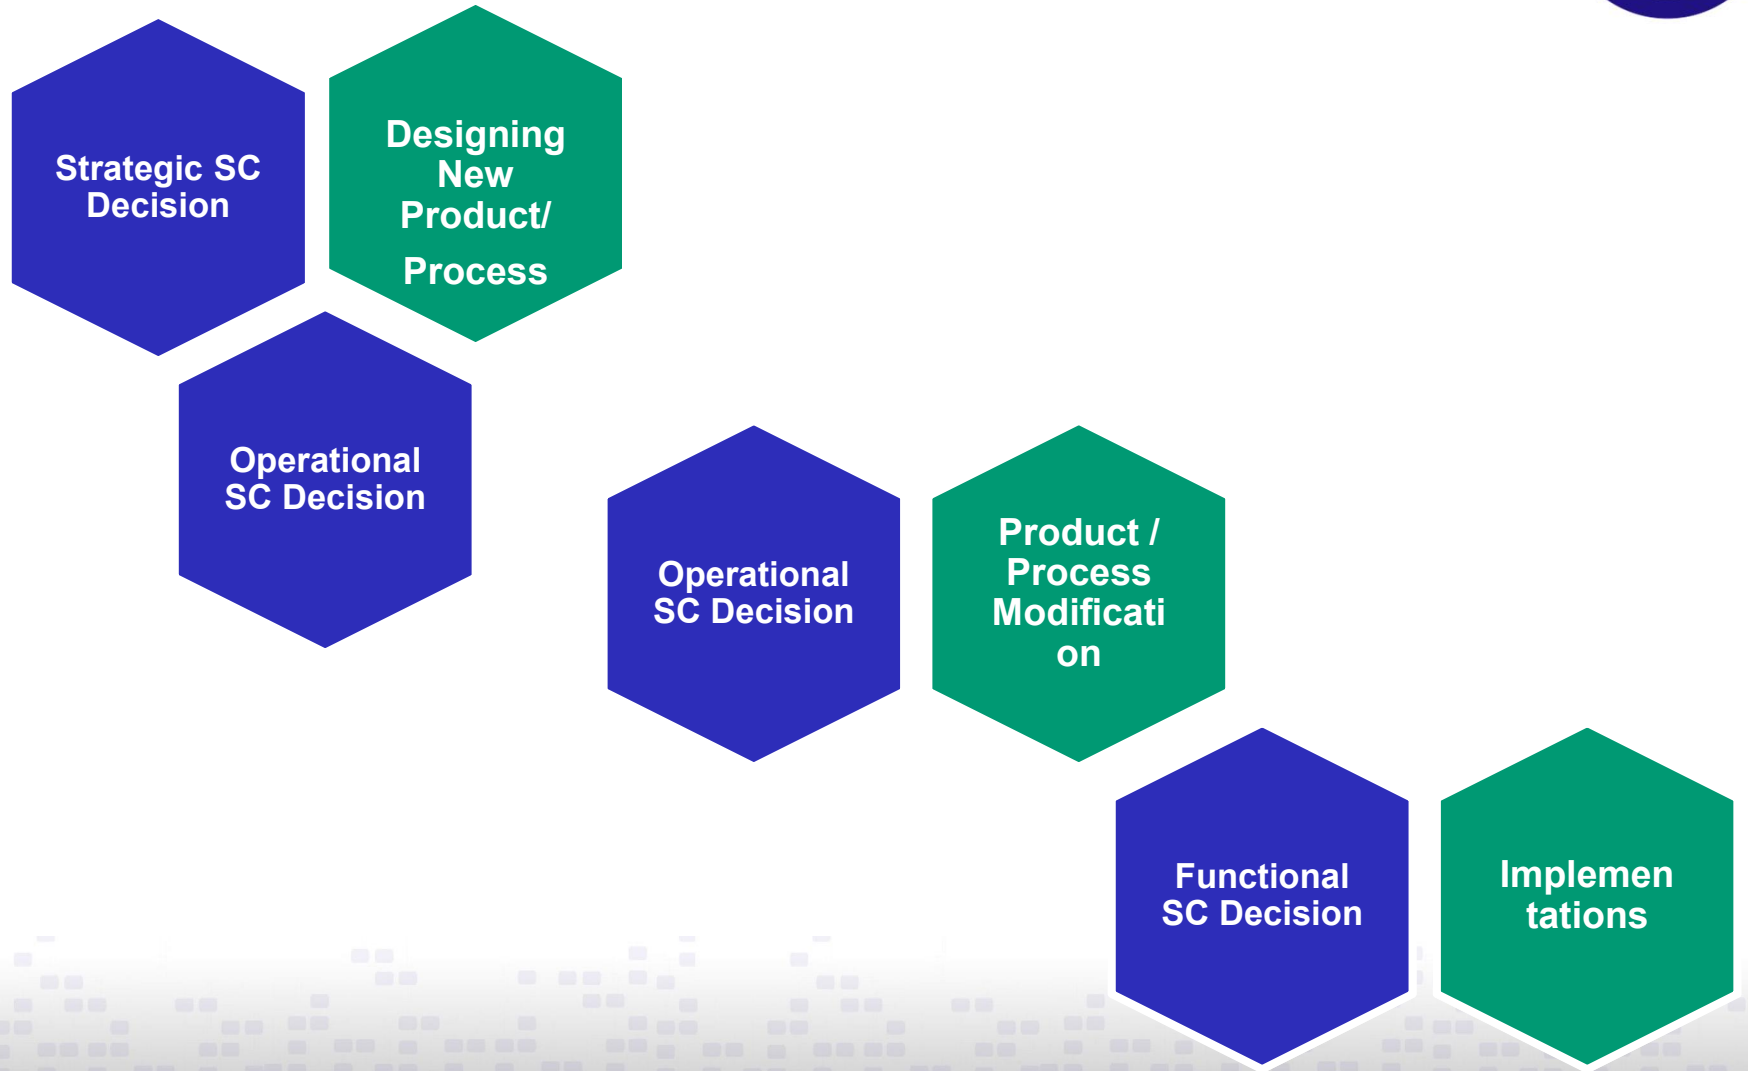 Strategic SC
Decision
Designing
New
Product/
Process
Operational
SC Decision
Operational
SC Decision
Product /
Process
Modificati
on
Functional
SC Decision
Implemen
tations